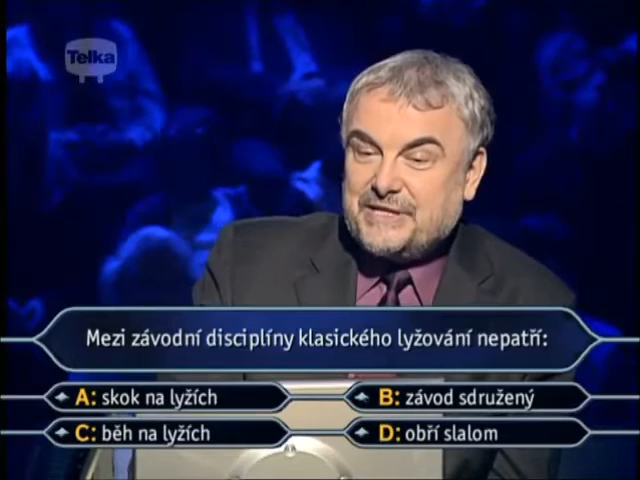 Telka
Mezi závodní disciplíny klasického lyžování nepatří:
A: skok na lyžích
B: závod sdružený
C: běh na lyžích
D: obří slalom